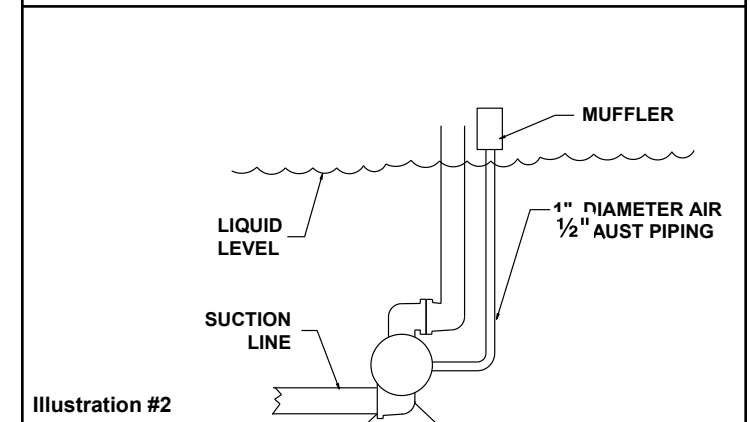 MUFFLER
1" DIAMETER AIR
½" AUST PIPING
LIQUID
LEVEL
SUCTION
LINE
Illustration #2